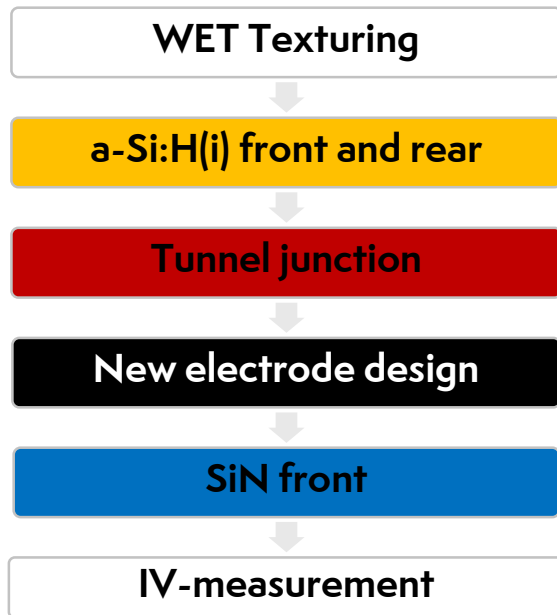 WET Texturing
a-Si:H(i) front and rear
Tunnel junction
New electrode design
SiN front
IV-measurement